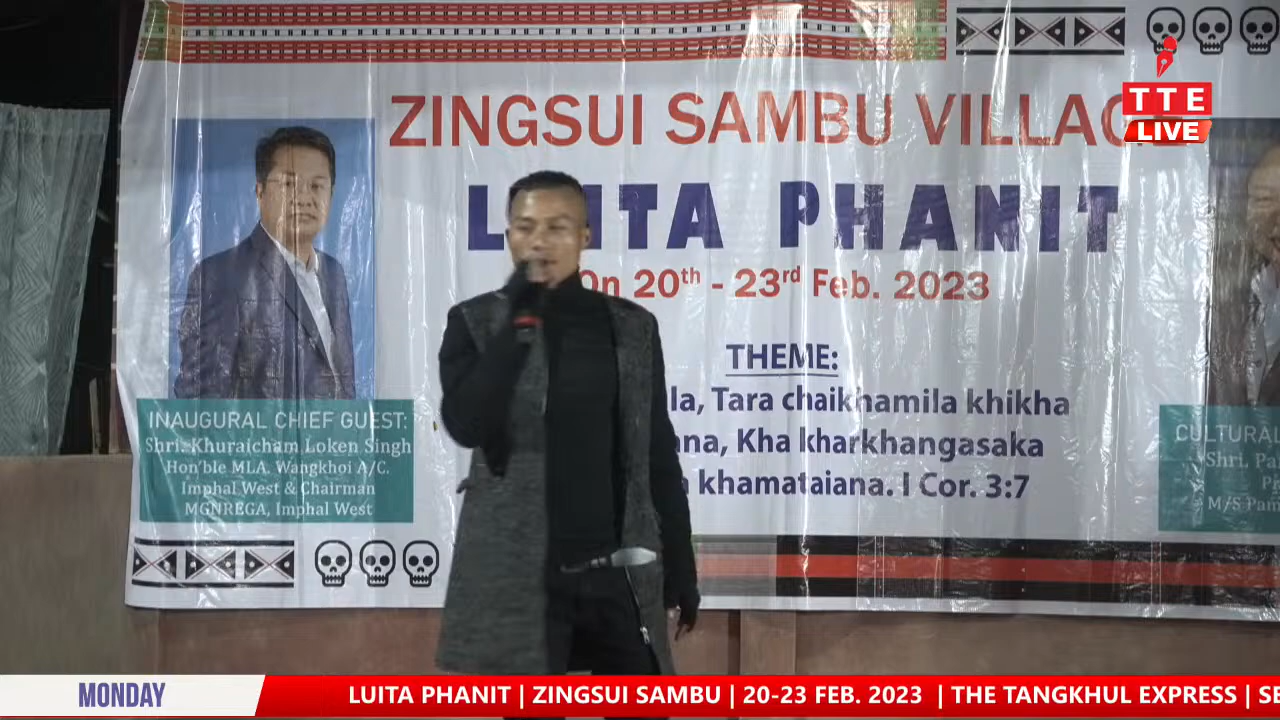 ZINGSUI SAMBU VILLAG
TTE
LIVE
LUITA PHANIT
On 20th - 23rd Feb. 2023
THEME:
la, Tara chaikhamila khikha
na, Kha kharkhangasaka
khamataiana. I Cor. 3:7
INAUGURAL CHIEF GUEST:
Shri. Khuraicham Loken Singh
Hon'ble MLA, Wangkhoi A/C.
Imphal West & Chairman
MGNREGA, Imphal West
CULTURAL
Shri. Pa
M/S Pam
MONDAY
LUITA PHANIT | ZINGSUI SAMBU | 20-23 FEB. 2023 | THE TANGKHUL EXPRESS | SE